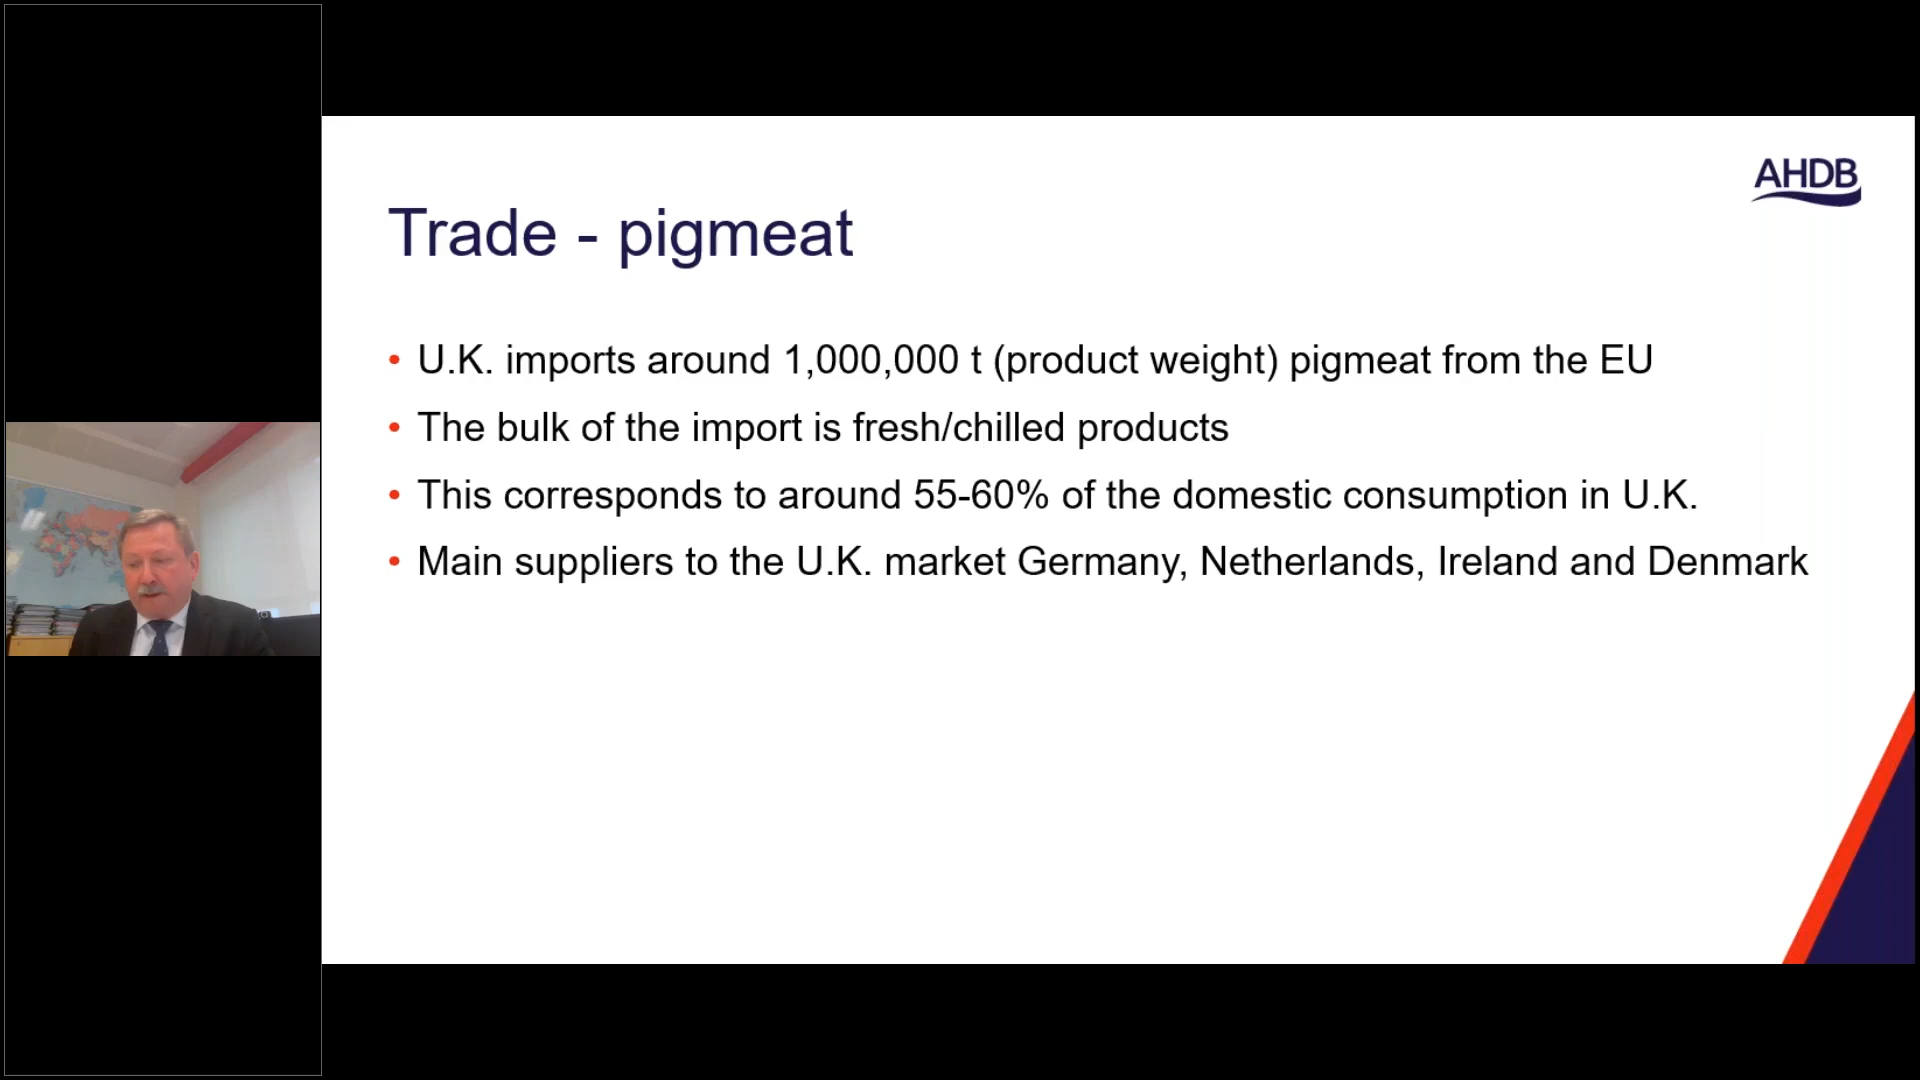 AHDB
Trade - pigmeat
• U.K. imports around 1,000,000 t (product weight) pigmeat from the EU
• The bulk of the import is fresh/chilled products
• This corresponds to around 55-60% of the domestic consumption in U.K.
• Main suppliers to the U.K. market Germany, Netherlands, Ireland and Denmark